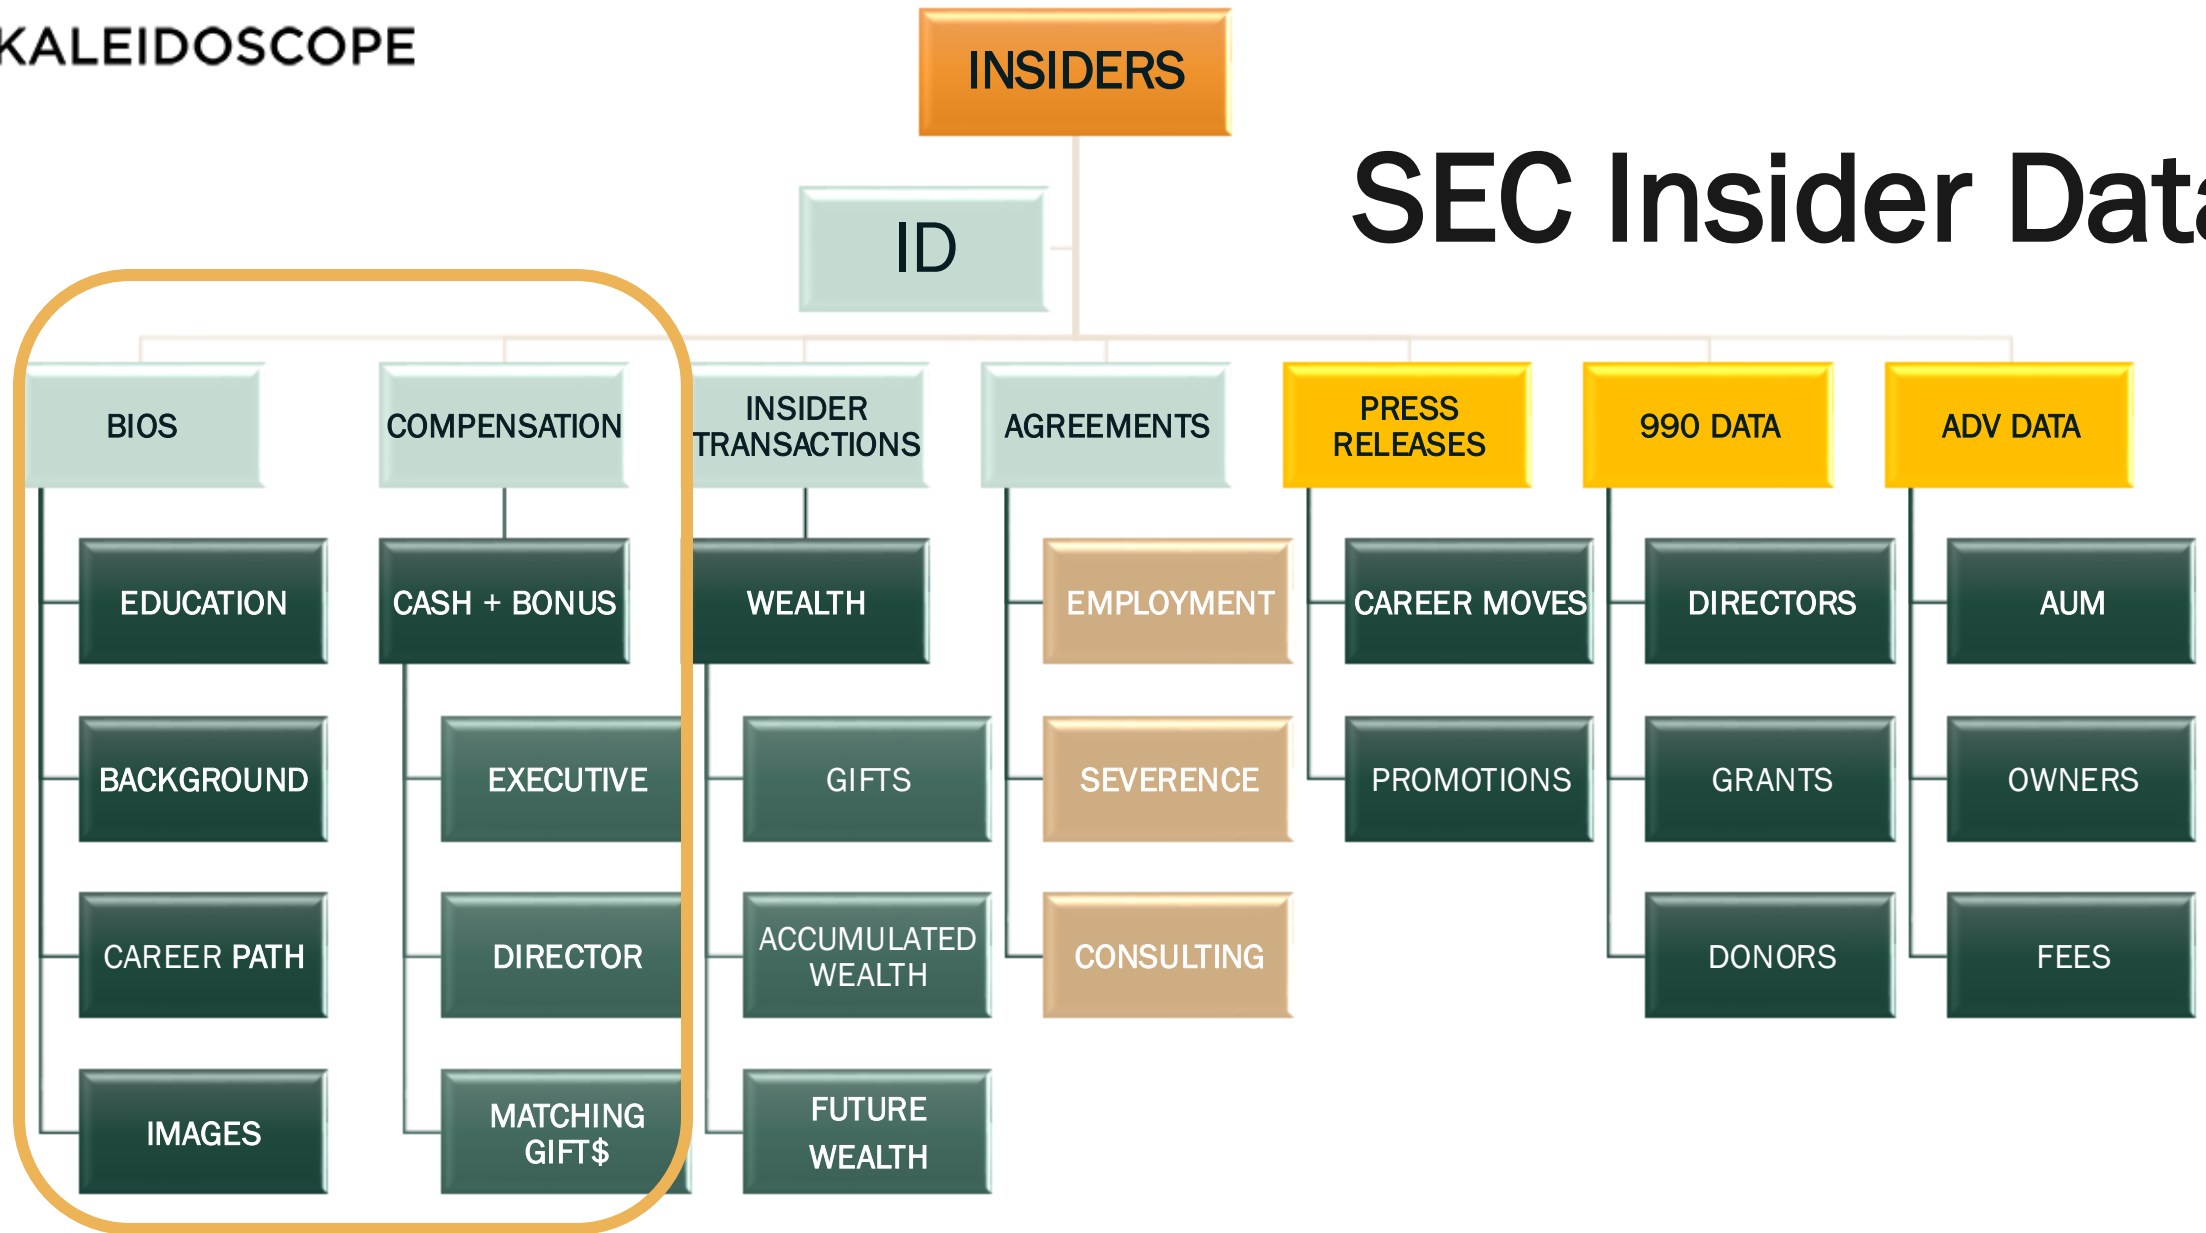 KALEIDOSCOPE
INSIDERS
SEC Insider Data
ID
BIOS
COMPENSATION
INSIDER
TRANSACTIONS
AGREEMENTS
PRESS
RELEASES
990 DATA
ADV DATA
EDUCATION
CASH + BONUS
WEALTH
EMPLOYMENT
CAREER MOVES
DIRECTORS
AUM
BACKGROUND
EXECUTIVE
GIFTS
SEVERENCE
PROMOTIONS
GRANTS
OWNERS
CAREER PATH
DIRECTOR
ACCUMULATED
WEALTH
CONSULTING
DONORS
FEES
IMAGES
MATCHING
GIFT$
FUTURE
WEALTH